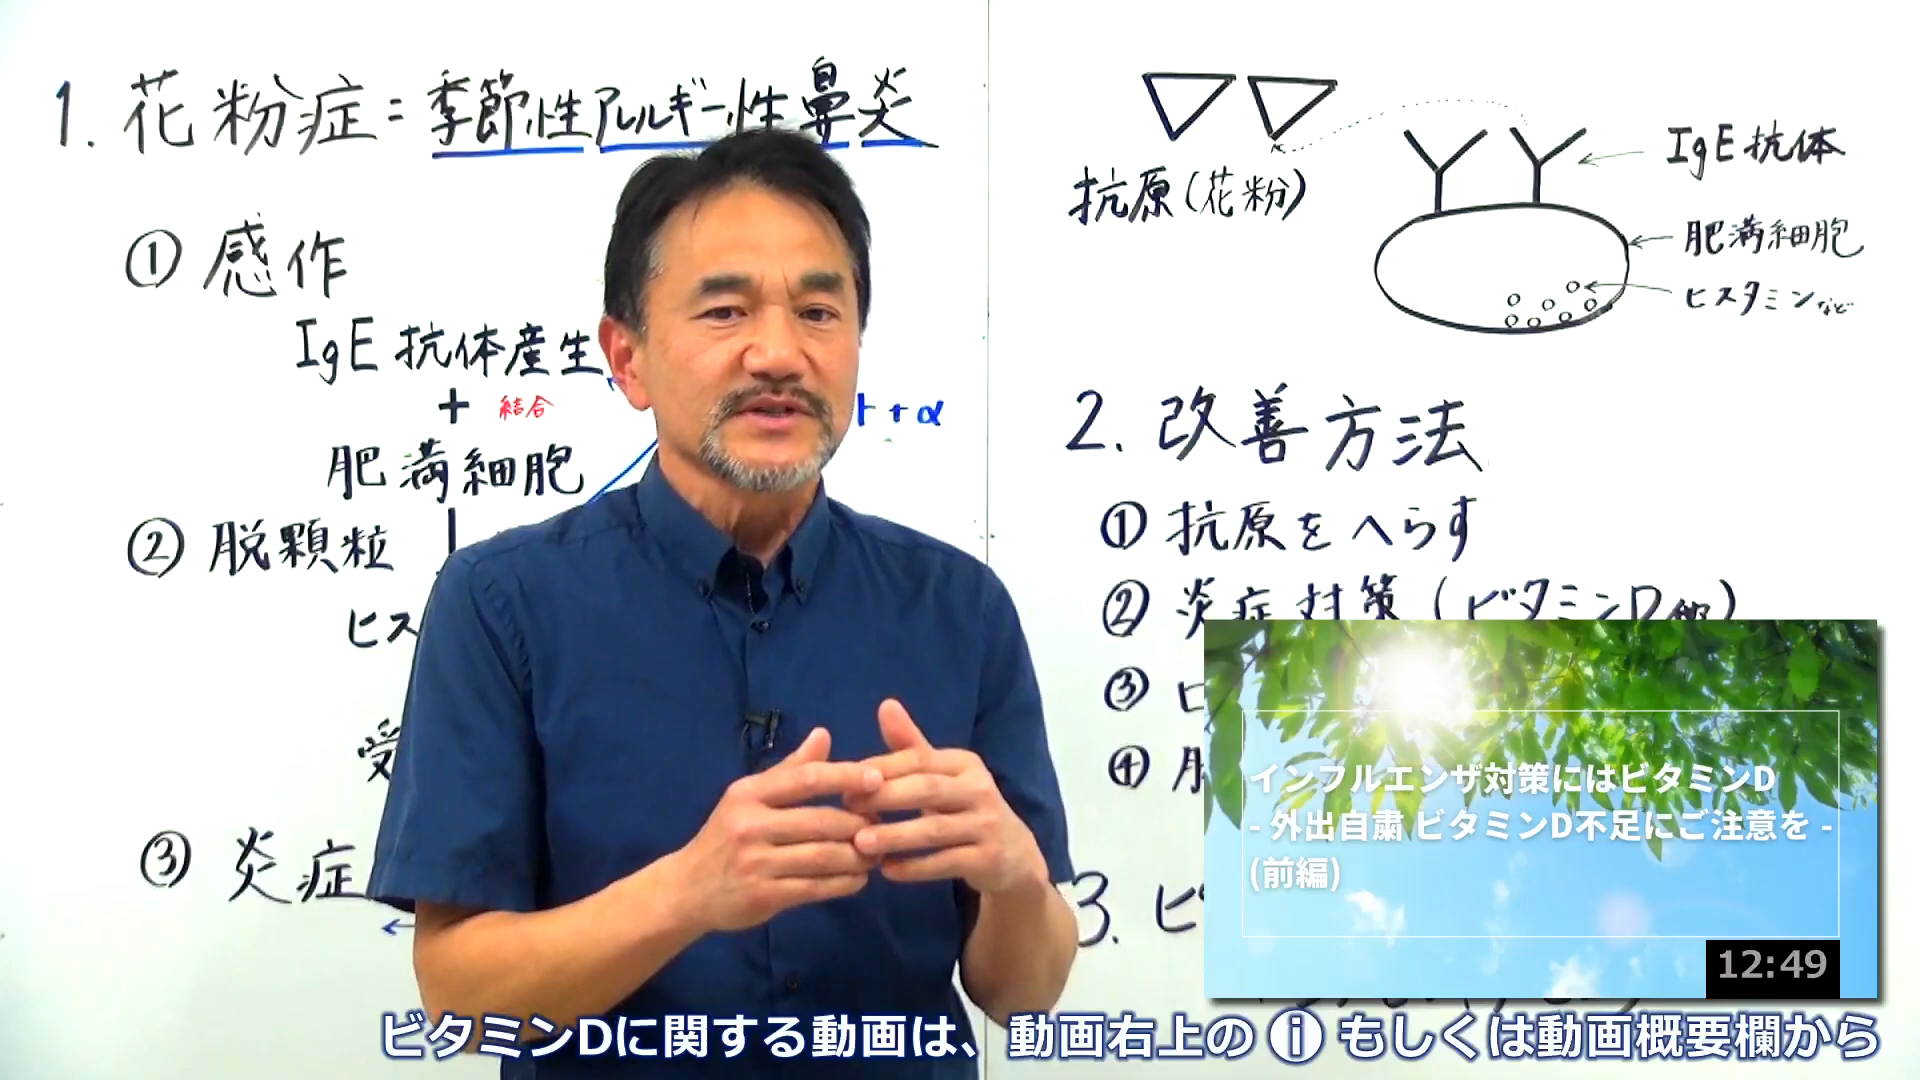 1. 花粉症 = 季節性アレルギー性鼻炎
① 感作
IgE 抗体産生
+ 結合
肥満細胞
+ α
② 脱顆粒
ヒス
受
③ 炎症
抗原(花粉)
IgE 抗体
肥満細胞
ヒスタミンなど
2. 改善方法
① 抗原をへらす
② 炎症対策(ビタミンD
③
④
3. ビ
インフルエンザ対策にはビタミンD
- 外出自粛 ビタミンD不足にご注意を -
(前編)
12:49
ビタミンDに関する動画は、動画右上の ⓘ もしくは動画概要欄から